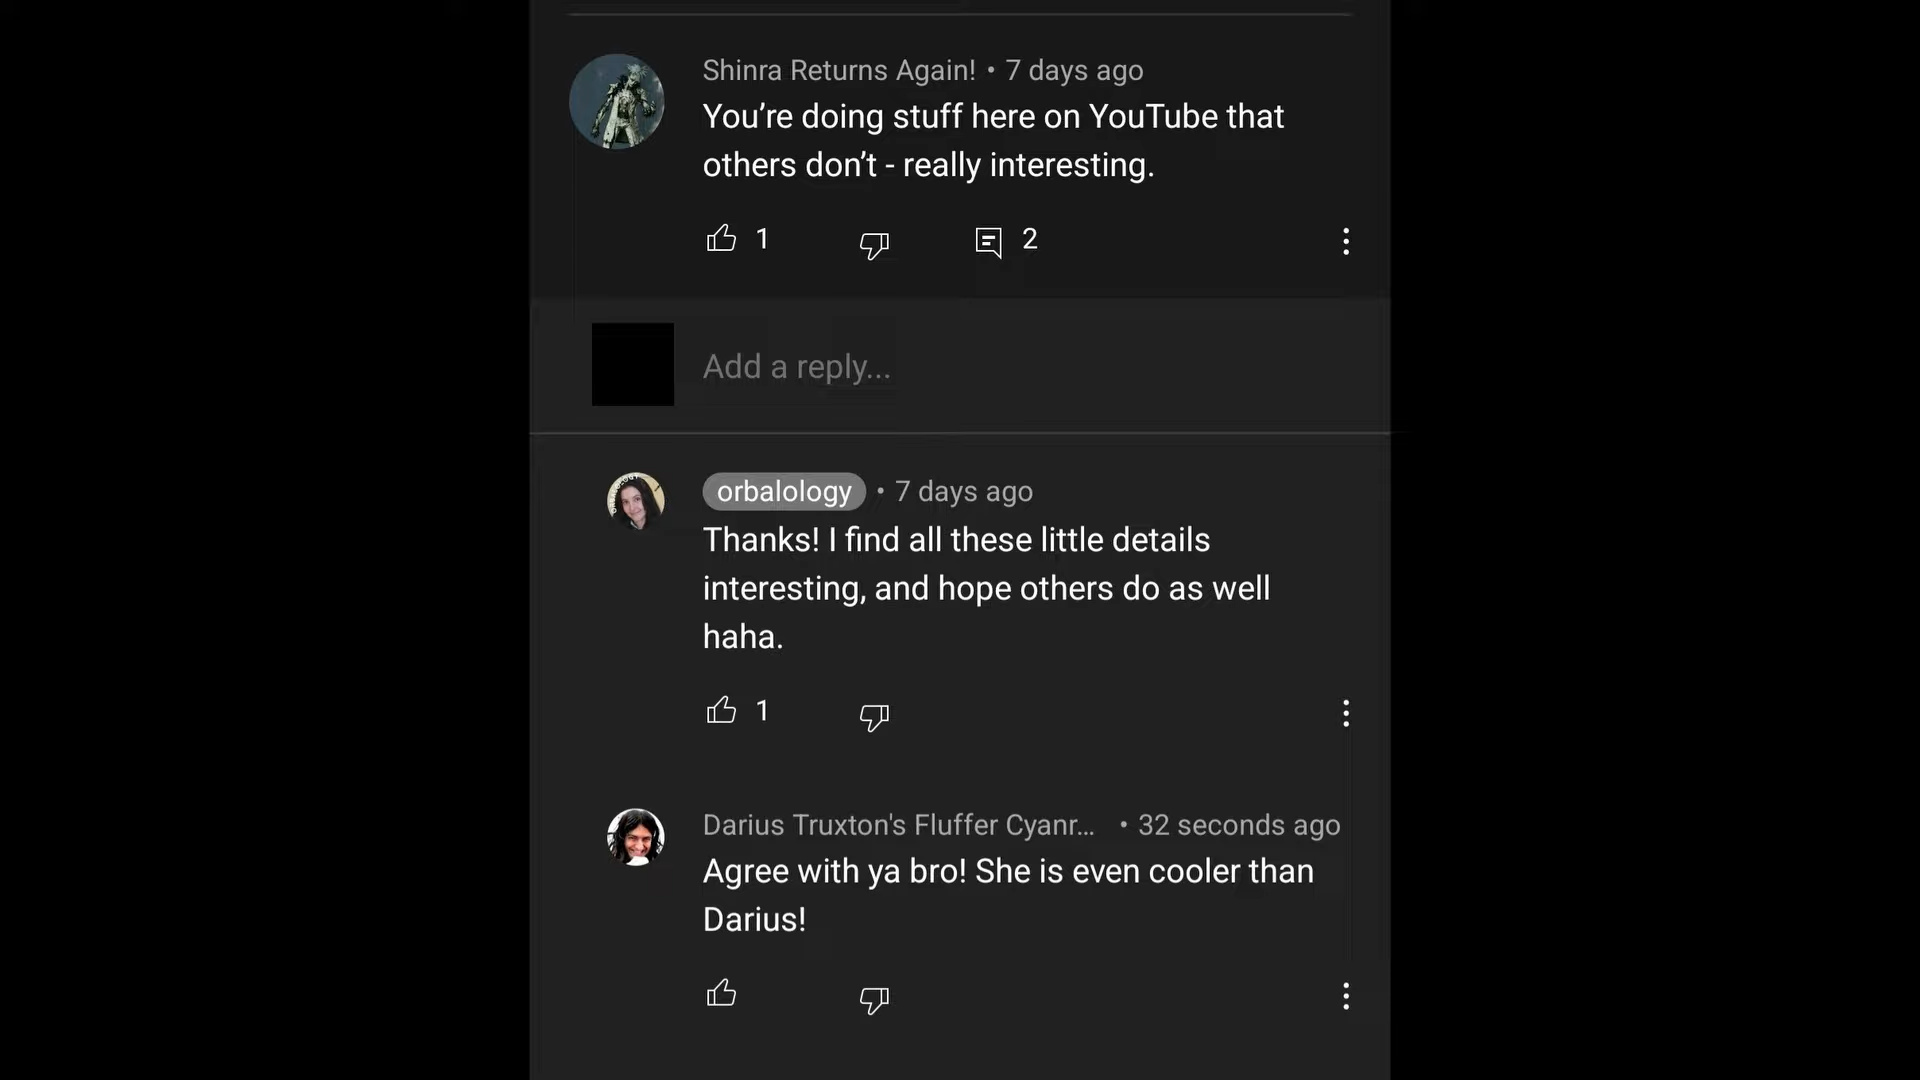 Shinra Returns Again! • 7 days ago
You’re doing stuff here on YouTube that
others don’t - really interesting.
1 2
Add a reply...
orbalology • 7 days ago
Thanks! I find all these little details
interesting, and hope others do as well
haha.
1
Darius Truxton's Fluffer Cyanr... • 32 seconds ago
Agree with ya bro! She is even cooler than
Darius!